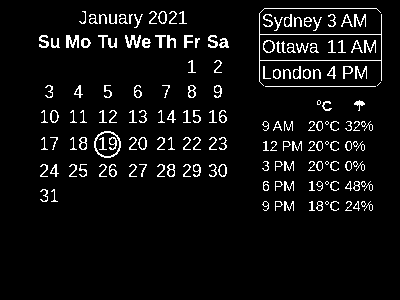 January 2021
Su Mo Tu We Th Fr Sa
1 2
3 4 5 6 7 8 9
10 11 12 13 14 15 16
17 18 19 20 21 22 23
24 25 26 27 28 29 30
31
Sydney 3 AM
Ottawa 11 AM
London 4 PM
°C ☂
9 AM 20°C 32%
12 PM 20°C 0%
3 PM 20°C 0%
6 PM 19°C 48%
9 PM 18°C 24%